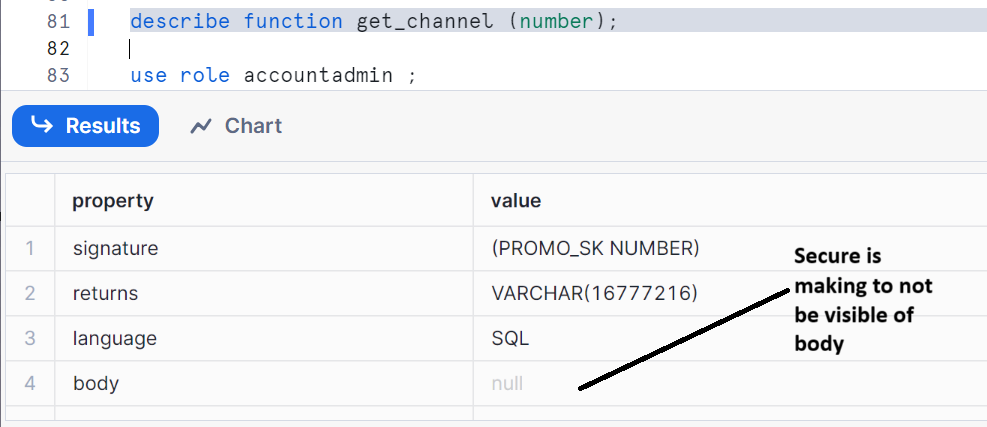 81 describe function get_channel (number);
82
83 use role accountadmin ;
Results Chart
property value
1 signature (PROMO_SK NUMBER)
2 returns VARCHAR(16777216)
3 language SQL
4 body null
Secure is
making to not
be visible of
body